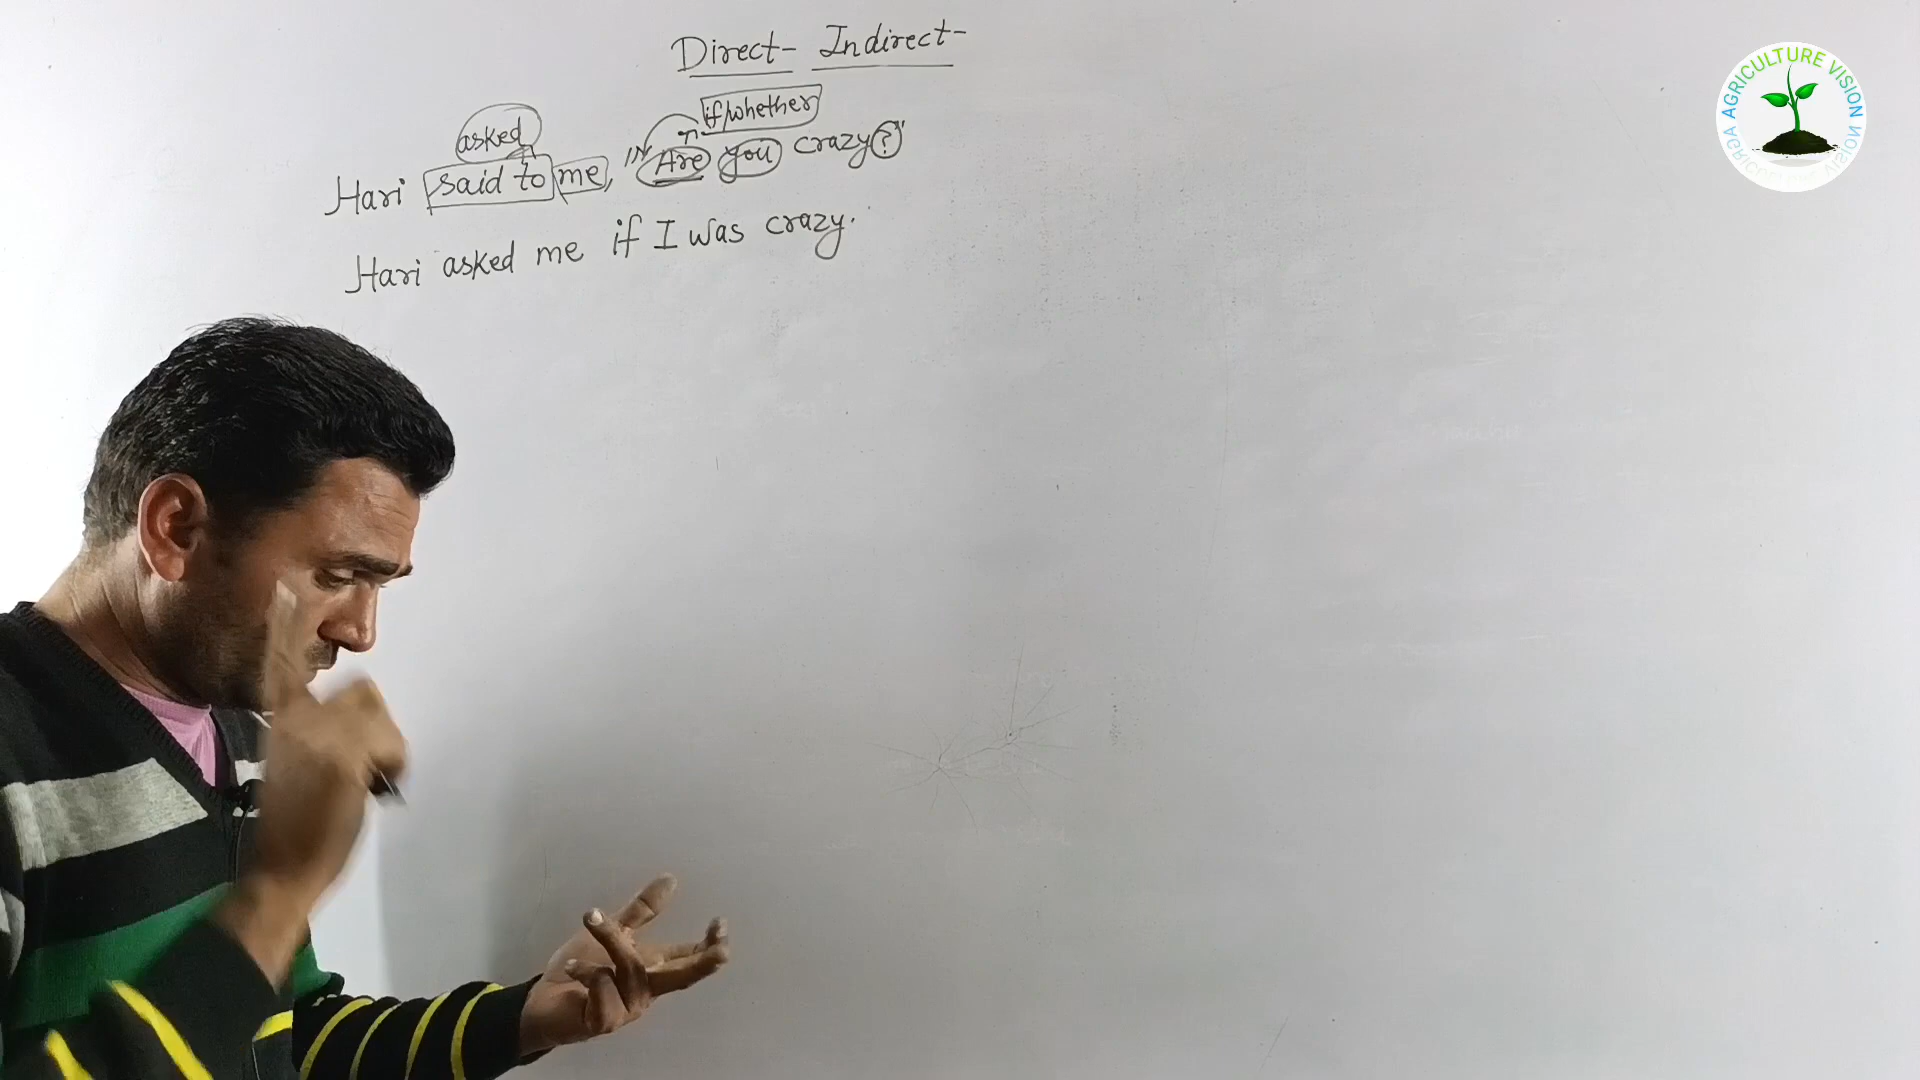 Direct- Indirect-
if/whether
asked
Hari said to me, "Are you crazy?"
Hari asked me if I was crazy.
AGRICULTURE VISION